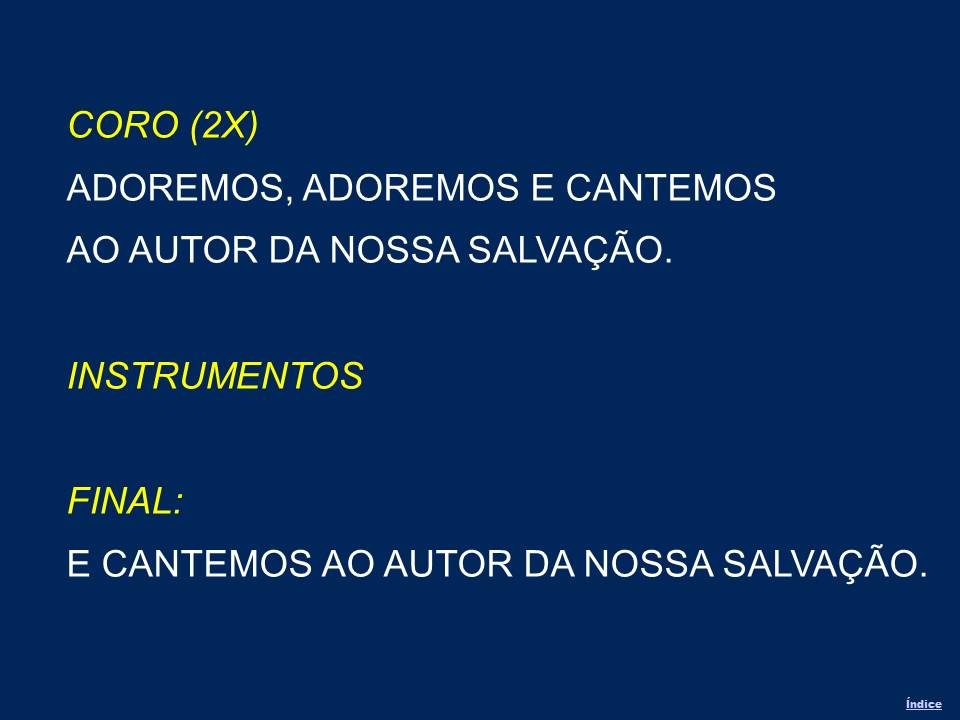 CORO (2X)
ADOREMOS, ADOREMOS E CANTEMOS
AO AUTOR DA NOSSA SALVAÇÃO.
INSTRUMENTOS
FINAL:
E CANTEMOS AO AUTOR DA NOSSA SALVAÇÃO.
Índice